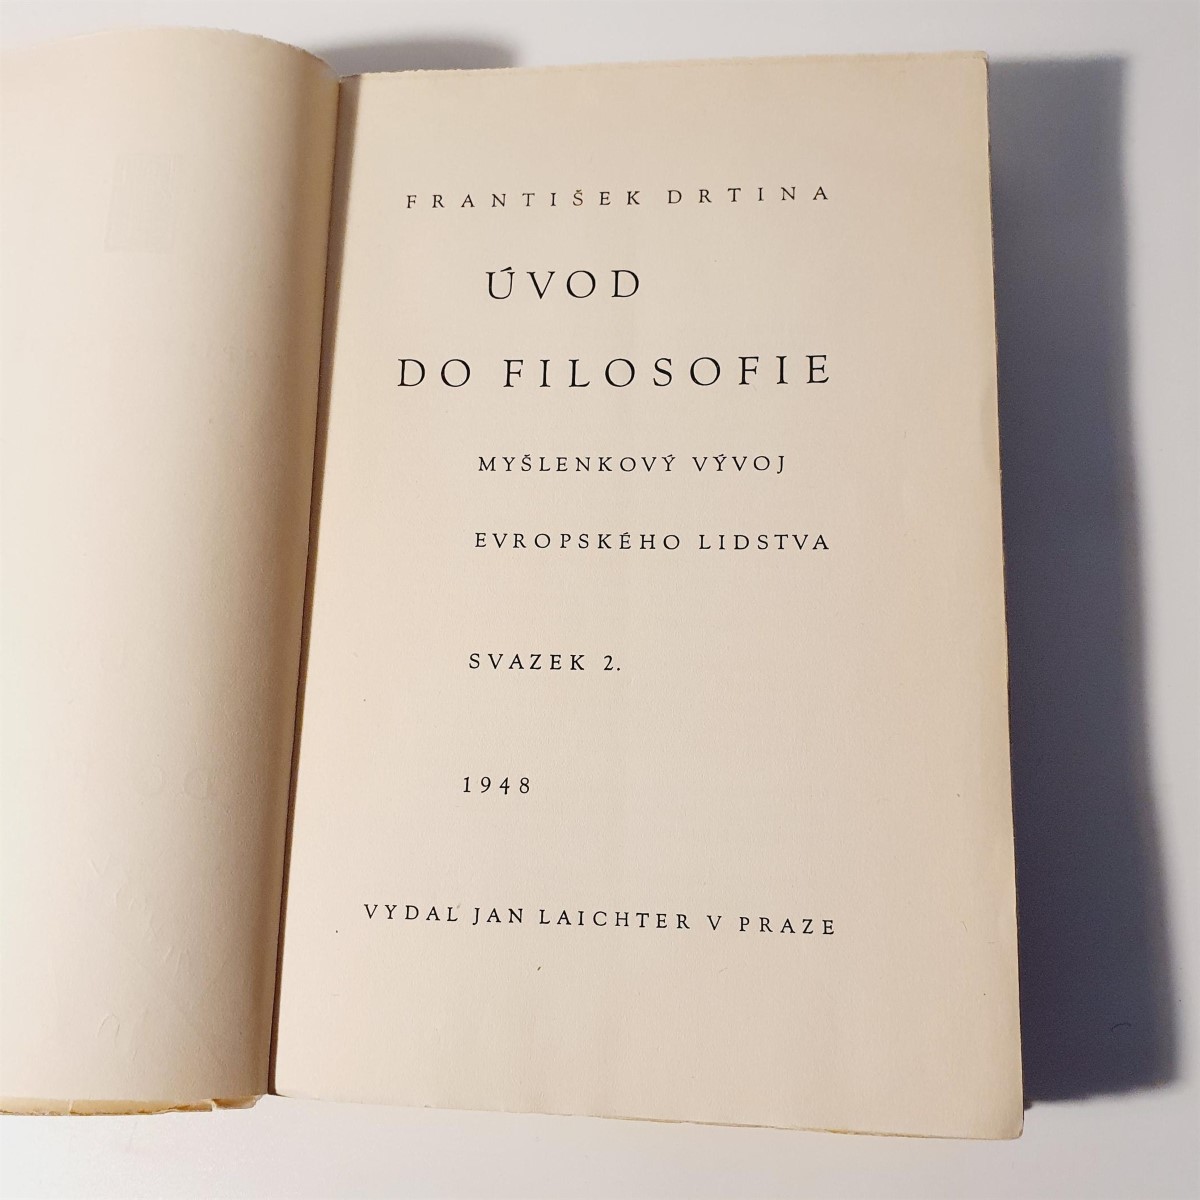 FRANTIŠEK DRTINA
ÚVOD
DO FILOSOFIE
MYŠLENKOVÝ VÝVOJ
EVROPSKÉHO LIDSTVA
SVAZEK 2.
1948
VYDAL JAN LAICHTER V PRAZE